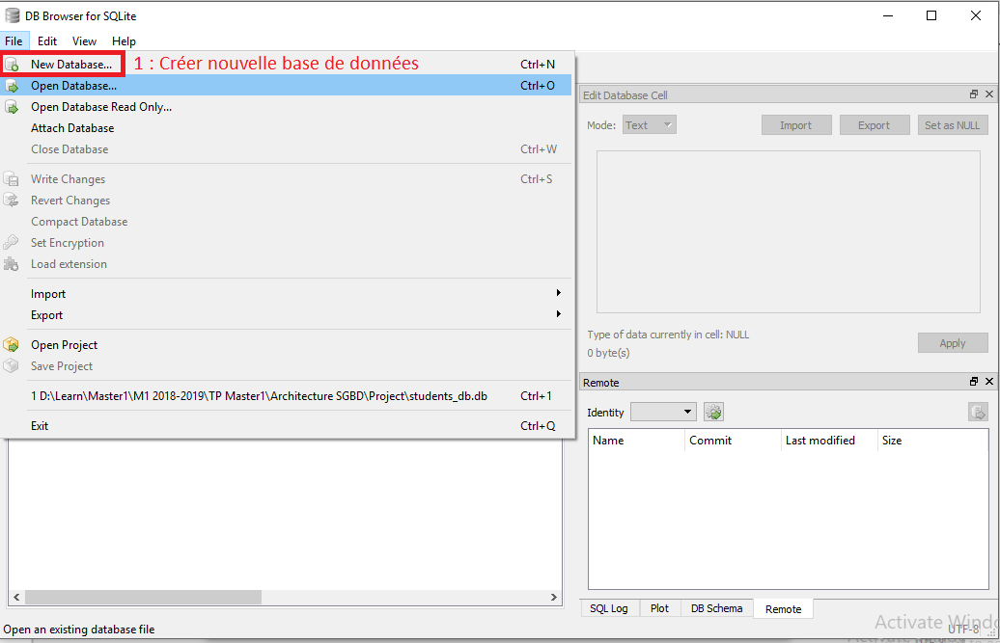 DB Browser for SQLite
File Edit View Help
New Database... Ctrl+N
1 : Créer nouvelle base de données
Open Database... Ctrl+O
Open Database Read Only...
Attach Database
Close Database Ctrl+W
Write Changes Ctrl+S
Revert Changes
Compact Database
Set Encryption
Load extension
Import
Export
Open Project
Save Project
1 D:\Learn\Master1\M1 2018-2019\TP Master1\Architecture SGBD\Project\students_db.db Ctrl+1
Exit Ctrl+Q
Edit Database Cell
Mode: Text Import Export Set as NULL
Type of data currently in cell: NULL
0 byte(s)
Apply
Remote
Identity
Name Commit Last modified Size
SQL Log Plot DB Schema Remote
Activate Windo
Open an existing database file
UTF-8